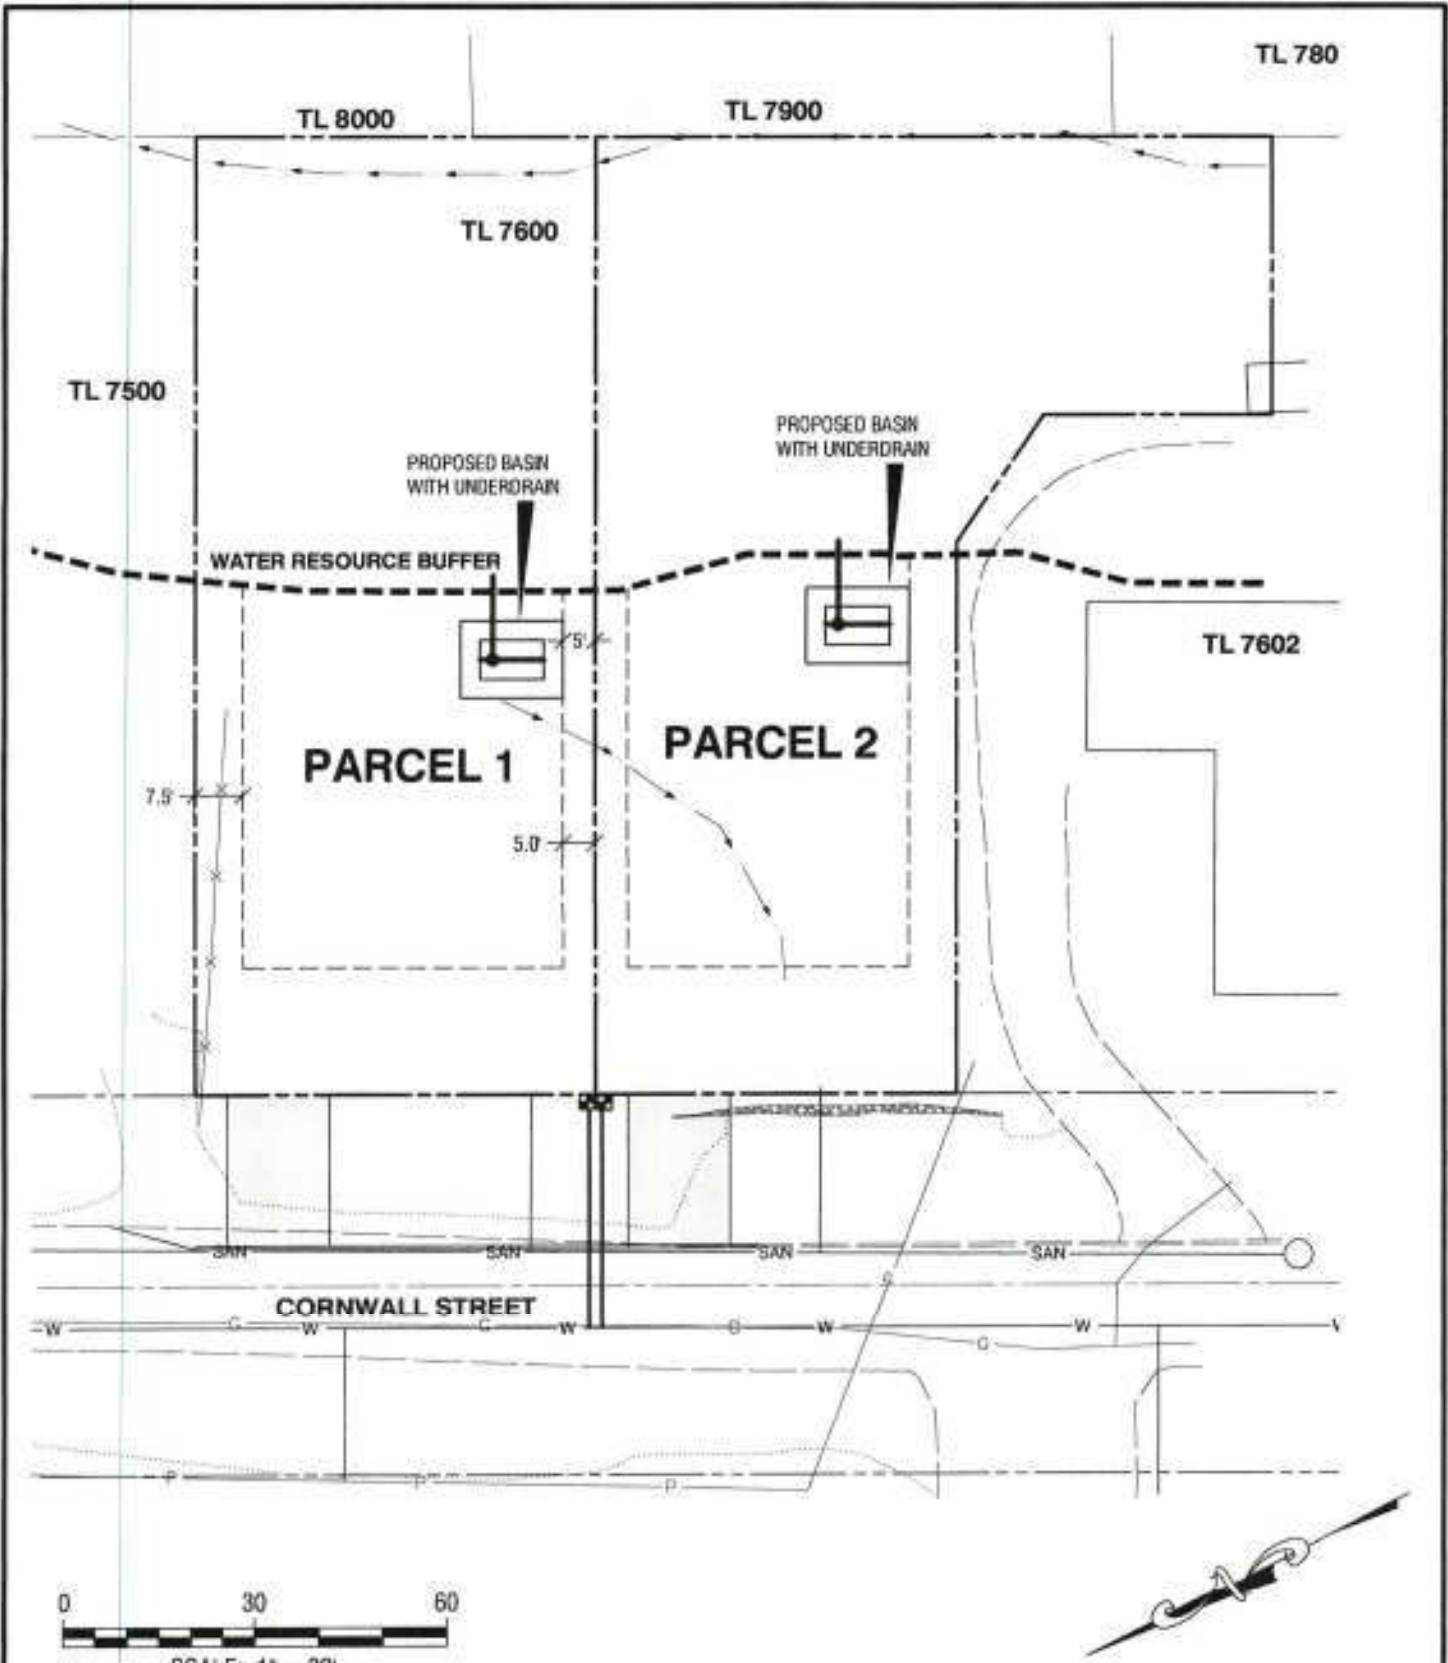 TL 780
TL 8000
TL 7900
TL 7600
TL 7500
PROPOSED BASIN
WITH UNDERDRAIN
PROPOSED BASIN
WITH UNDERDRAIN
WATER RESOURCE BUFFER
5'
TL 7602
PARCEL 1
PARCEL 2
7.5'
5.0'
SAN
SAN
SAN
SAN
CORNWALL STREET
W
G
W
G
W
G
W
G
W
P
P
P
0
30
60
N